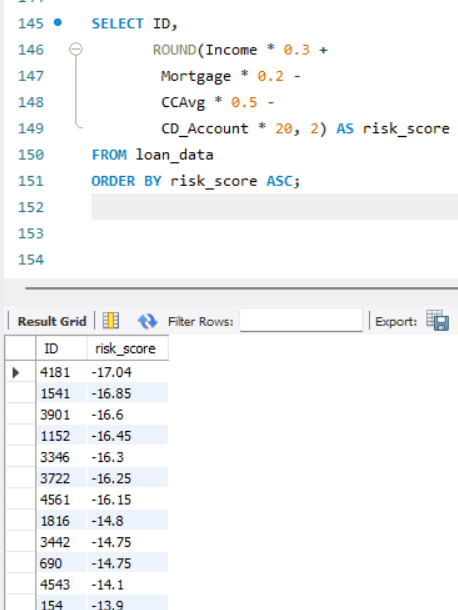 145 SELECT ID,
146 ROUND(Income * 0.3 +
147 Mortgage * 0.2 -
148 CCAvg * 0.5 -
149 CD_Account * 20, 2) AS risk_score
150 FROM loan_data
151 ORDER BY risk_score ASC;
152
153
154
Result Grid Filter Rows: Export:
ID risk_score
4181 -17.04
1541 -16.85
3901 -16.6
1152 -16.45
3346 -16.3
3722 -16.25
4561 -16.15
1816 -14.8
3442 -14.75
690 -14.75
4543 -14.1
154 -13.9